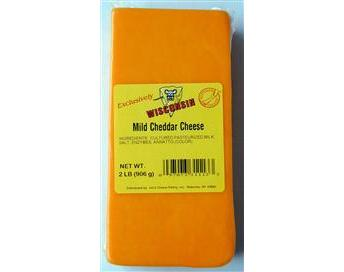 Exclusively
WISCONSIN
Mild Cheddar Cheese
INGREDIENTS: CULTURED PASTEURIZED MILK,
SALT, ENZYMES, ANNATTO (COLOR)
NET WT.
2 LB (906 g)